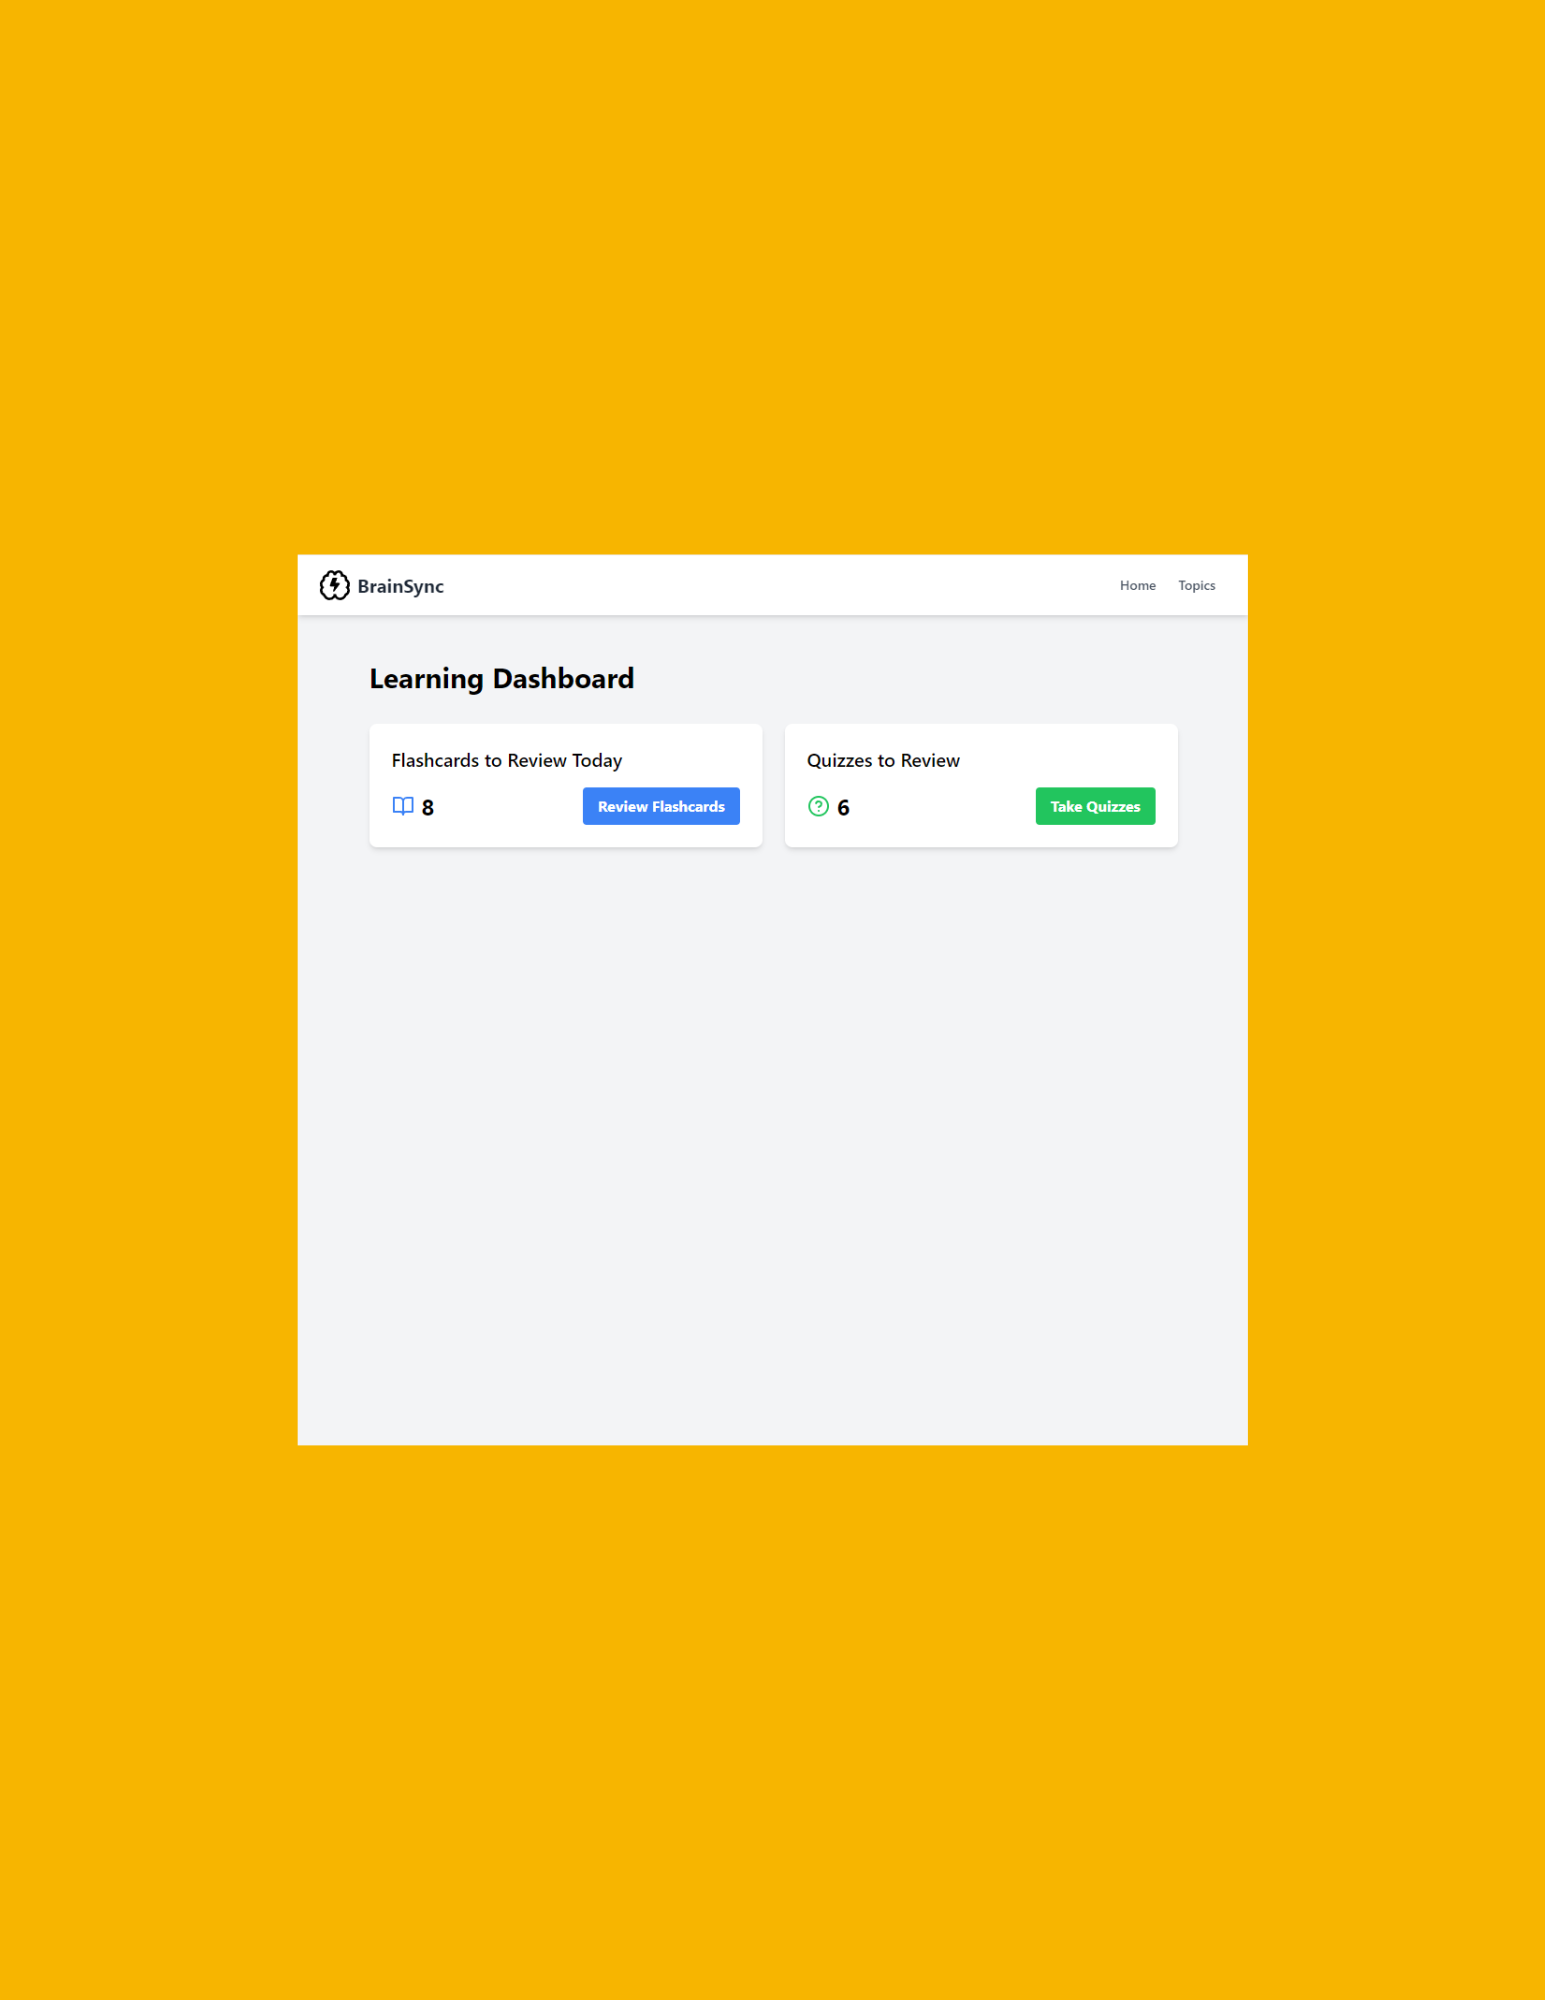 BrainSync
Home Topics
Learning Dashboard
Flashcards to Review Today
8 Review Flashcards
Quizzes to Review
6 Take Quizzes